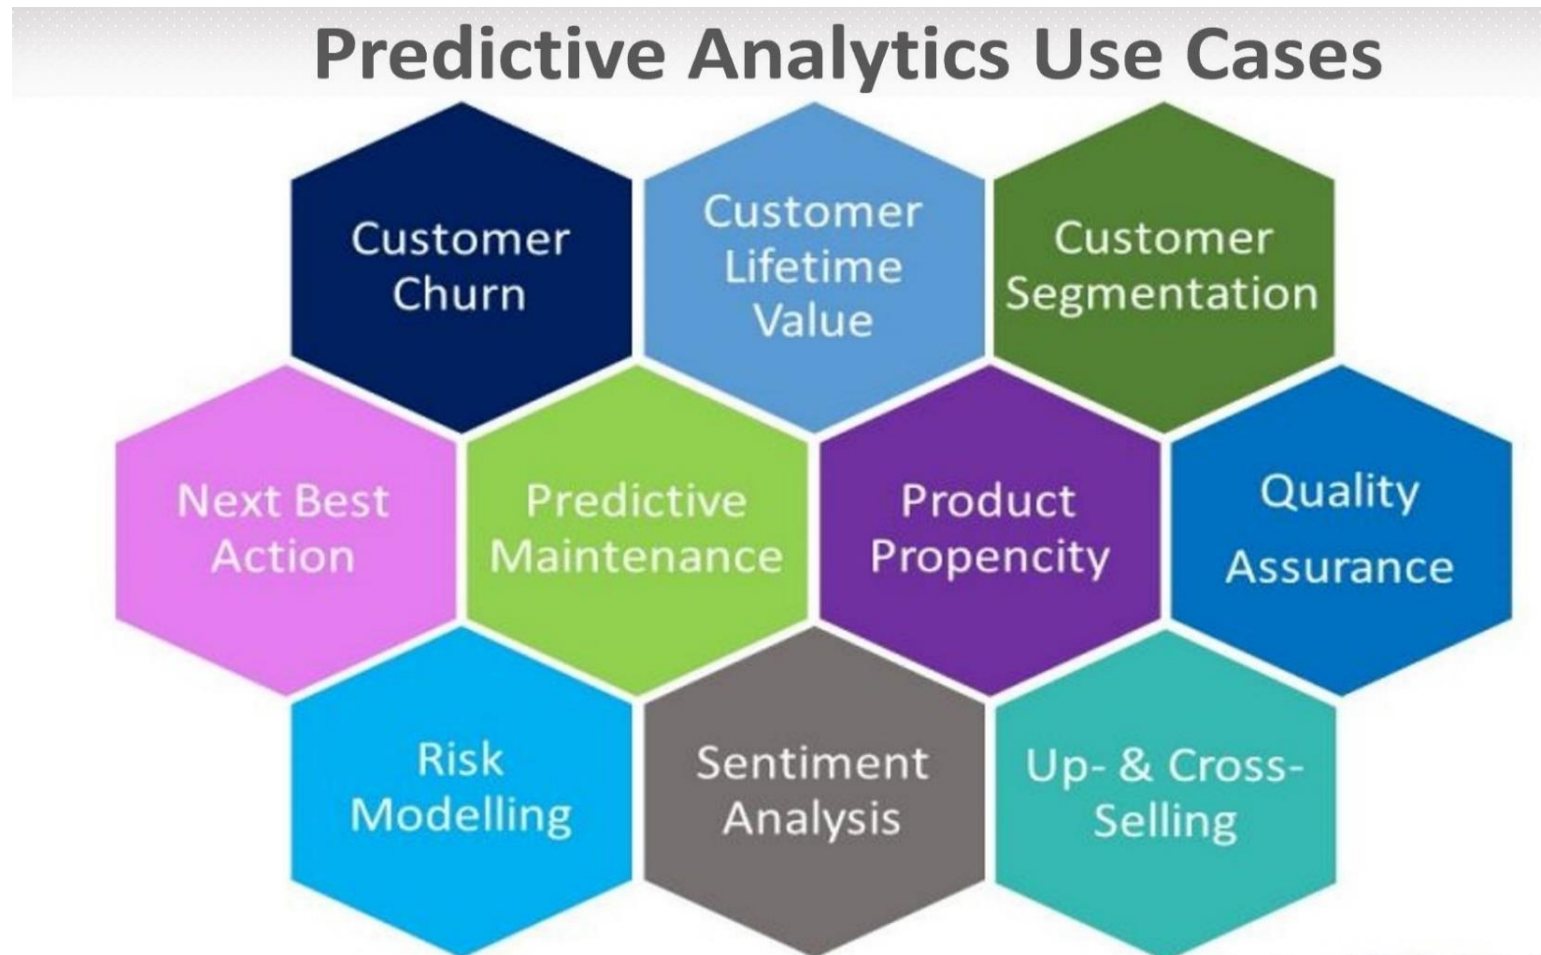 Predictive Analytics Use Cases
Customer
Churn
Customer
Lifetime
Value
Customer
Segmentation
Next Best
Action
Predictive
Maintenance
Product
Propencity
Quality
Assurance
Risk
Modelling
Sentiment
Analysis
Up- & Cross-
Selling